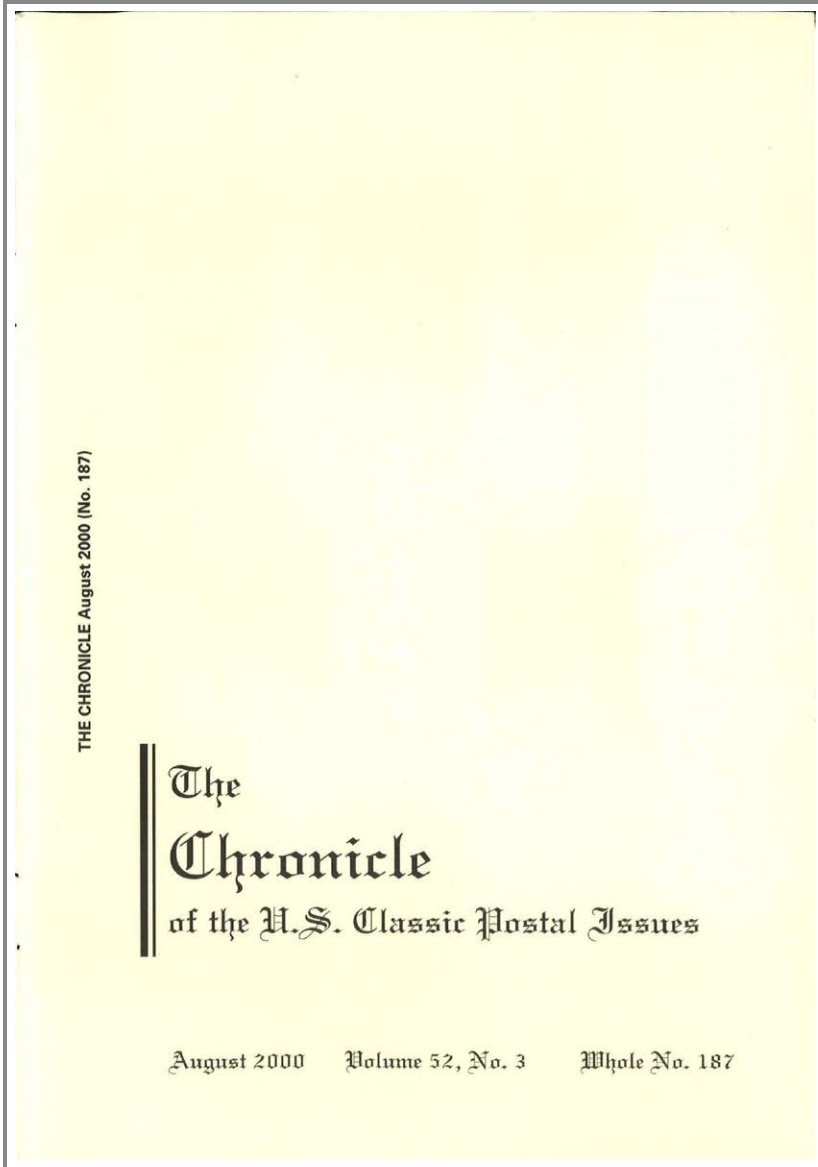 THE CHRONICLE August 2000 (No. 187)
The
Chronicle
of the U.S. Classic Postal Issues
August 2000 Volume 52, No. 3 Whole No. 187